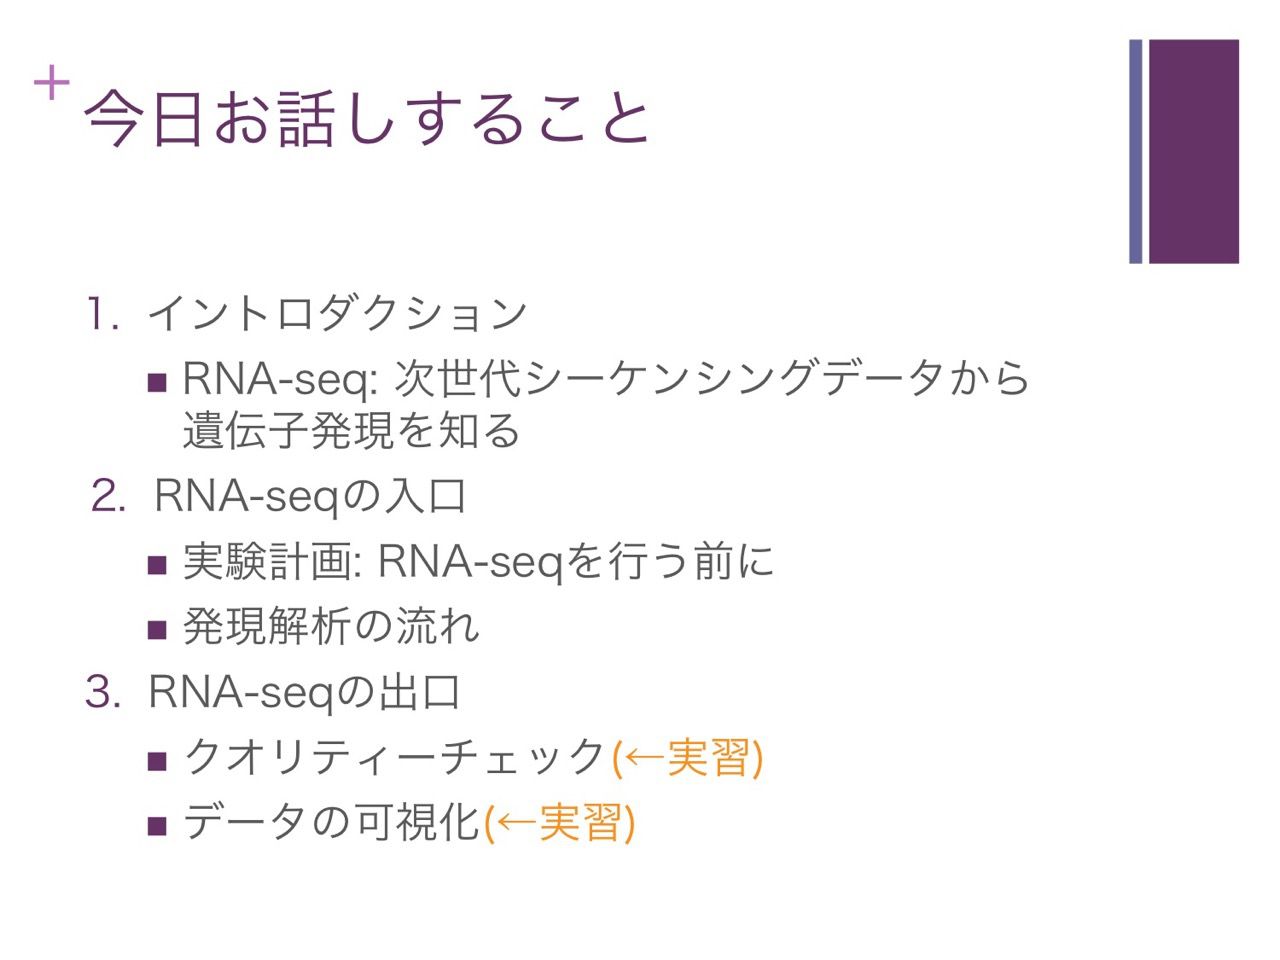 +
今日お話しすること
1. イントロダクション
■ RNA-seq: 次世代シーケンシングデータから
遺伝子発現を知る
2. RNA-seqの入口
■ 実験計画: RNA-seqを行う前に
■ 発現解析の流れ
3. RNA-seqの出口
■ クオリティーチェック(←実習)
■ データの可視化(←実習)